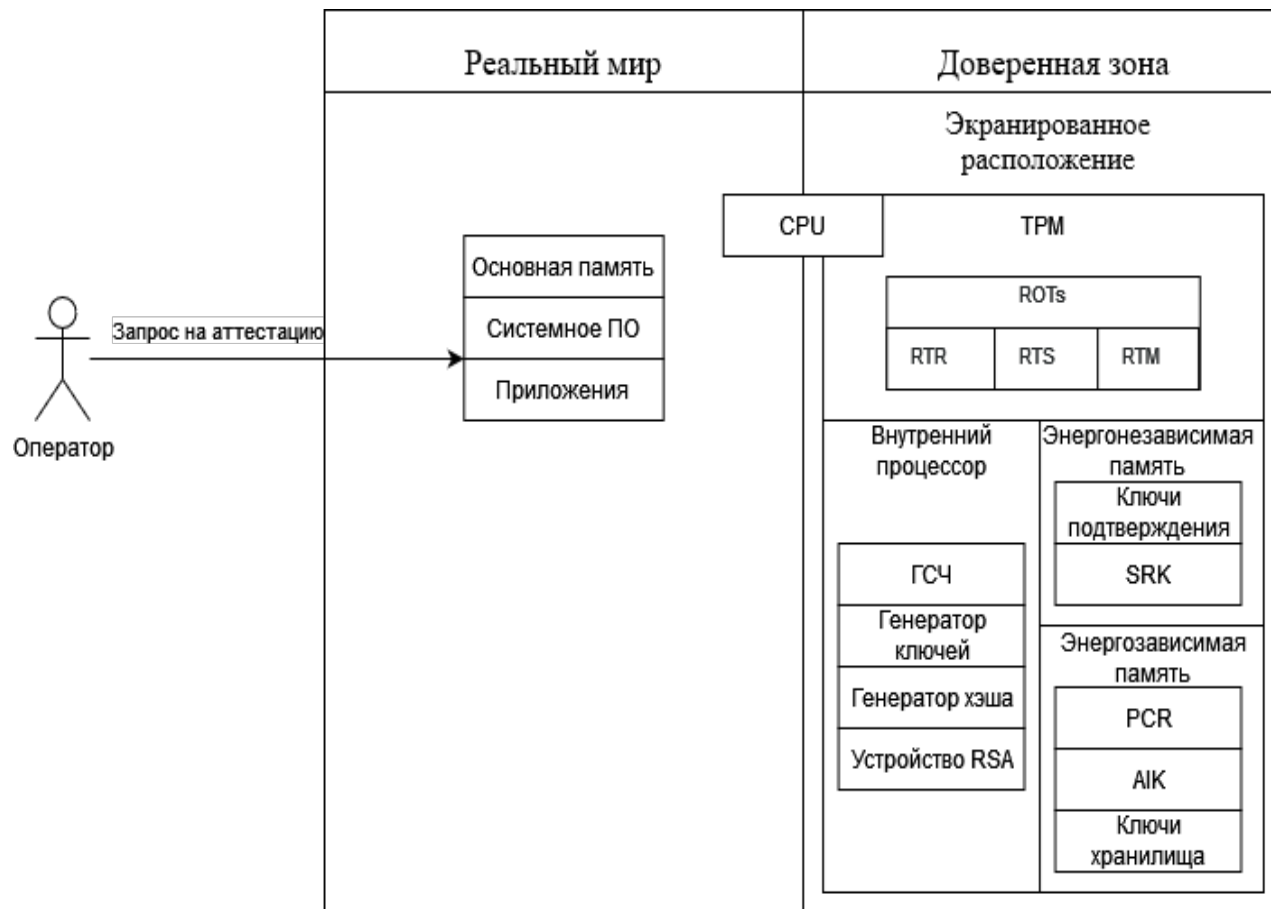 Реальный мир
Доверенная зона
Экранированное
расположение
CPU
TPM
Основная память
Системное ПО
Приложения
Запрос на аттестацию
Оператор
ROTs
RTR
RTS
RTM
Внутренний
процессор
ГСЧ
Генератор
ключей
Генератор хэша
Устройство RSA
Энергонезависимая
память
Ключи
подтверждения
SRK
Энергозависимая
память
PCR
AIK
Ключи
хранилища